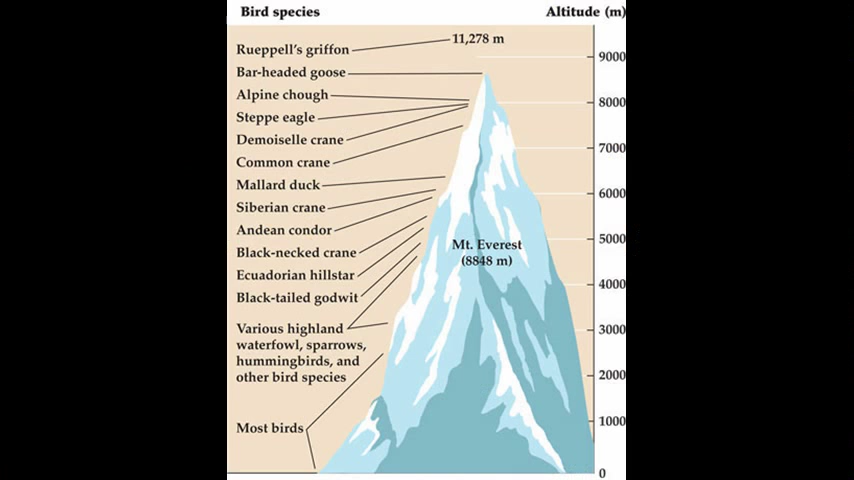 Bird species
Altitude (m)
11,278 m
Rueppell's griffon
Bar-headed goose
Alpine chough
Steppe eagle
Demoiselle crane
Common crane
Mallard duck
Siberian crane
Andean condor
Black-necked crane
Ecuadorian hillstar
Black-tailed godwit
Various highland
waterfowl, sparrows,
hummingbirds, and
other bird species
Most birds
Mt. Everest
(8848 m)
9000
8000
7000
6000
5000
4000
3000
2000
1000
0